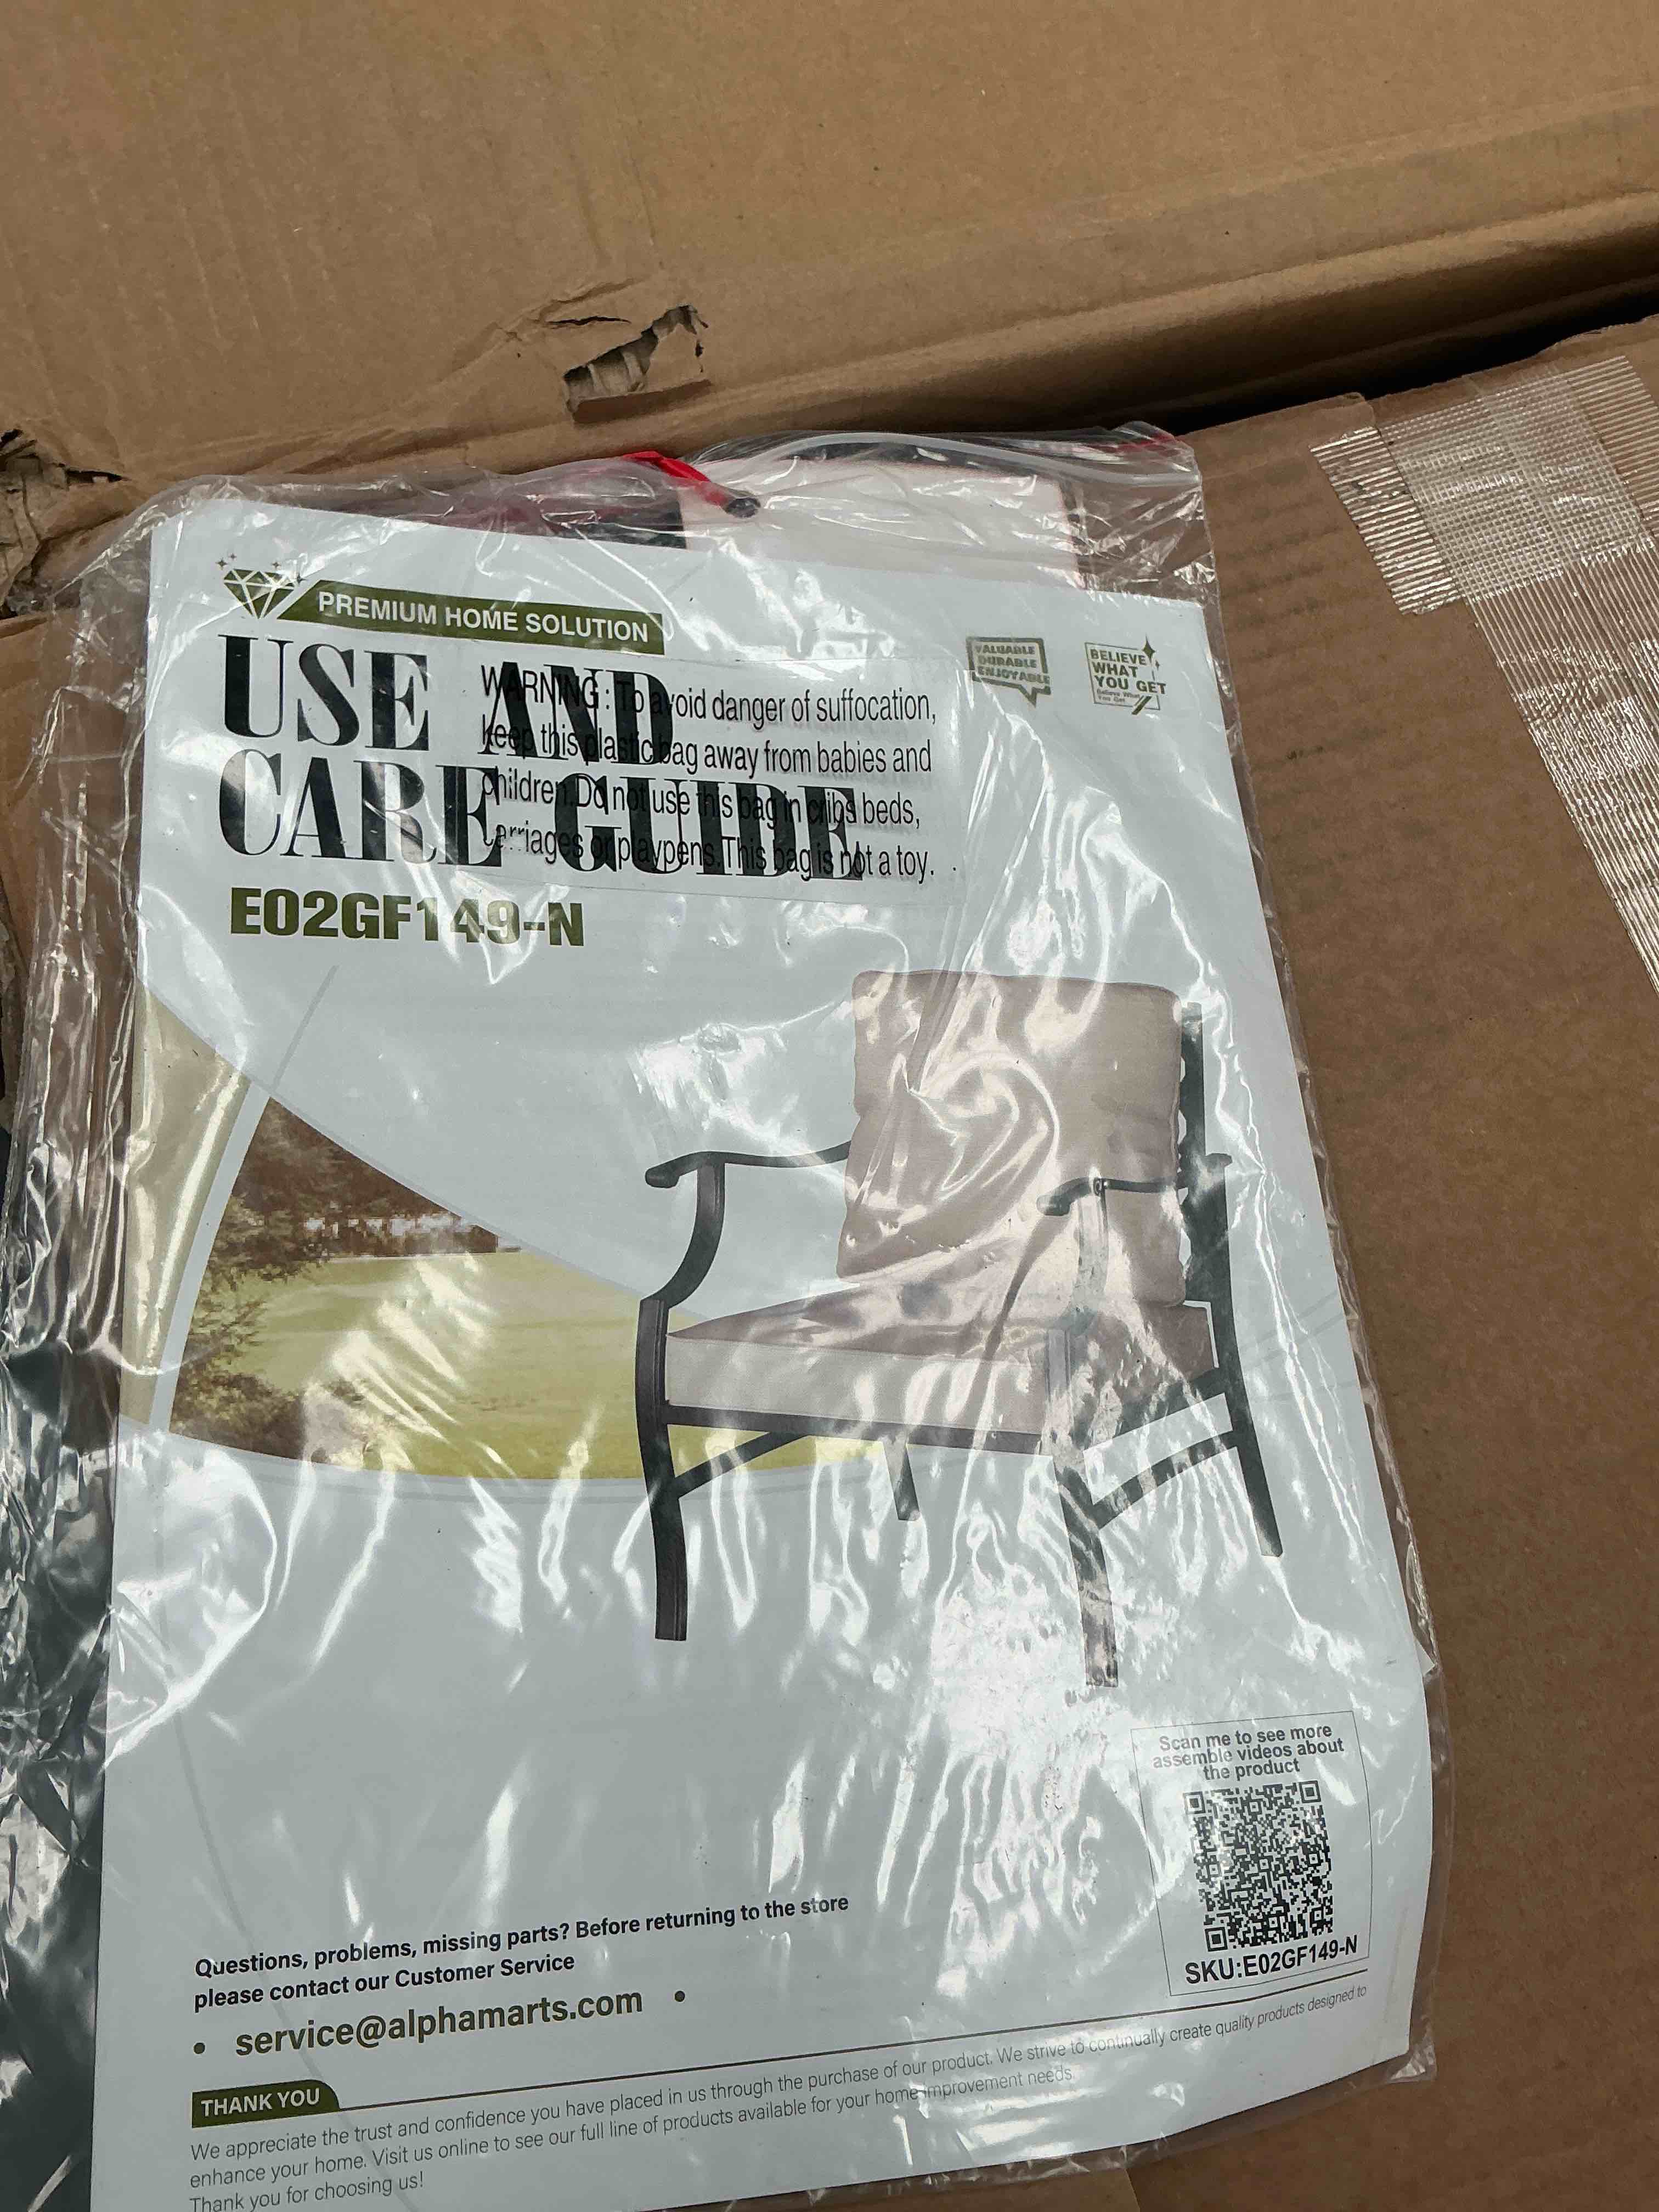 PREMIUM HOME SOLUTION
USE AND
CARE GUIDE
WARNING: To avoid danger of suffocation,
keep this plastic bag away from babies and
children.Do not use this bag in cribs beds,
carriages or playpens.This bag is not a toy.
VALUABLE
DURABLE
ENJOYABLE
BELIEVE
WHAT
YOU GET
Believe What
You Get
E02GF149-N
Scan me to see more
assemble videos about
the product
SKU:E02GF149-N
Questions, problems, missing parts? Before returning to the store
please contact our Customer Service
• service@alphamarts.com •
THANK YOU
We appreciate the trust and confidence you have placed in us through the purchase of our product. We strive to continually create quality products designed to
enhance your home. Visit us online to see our full line of products available for your home improvement needs.
Thank you for choosing us!